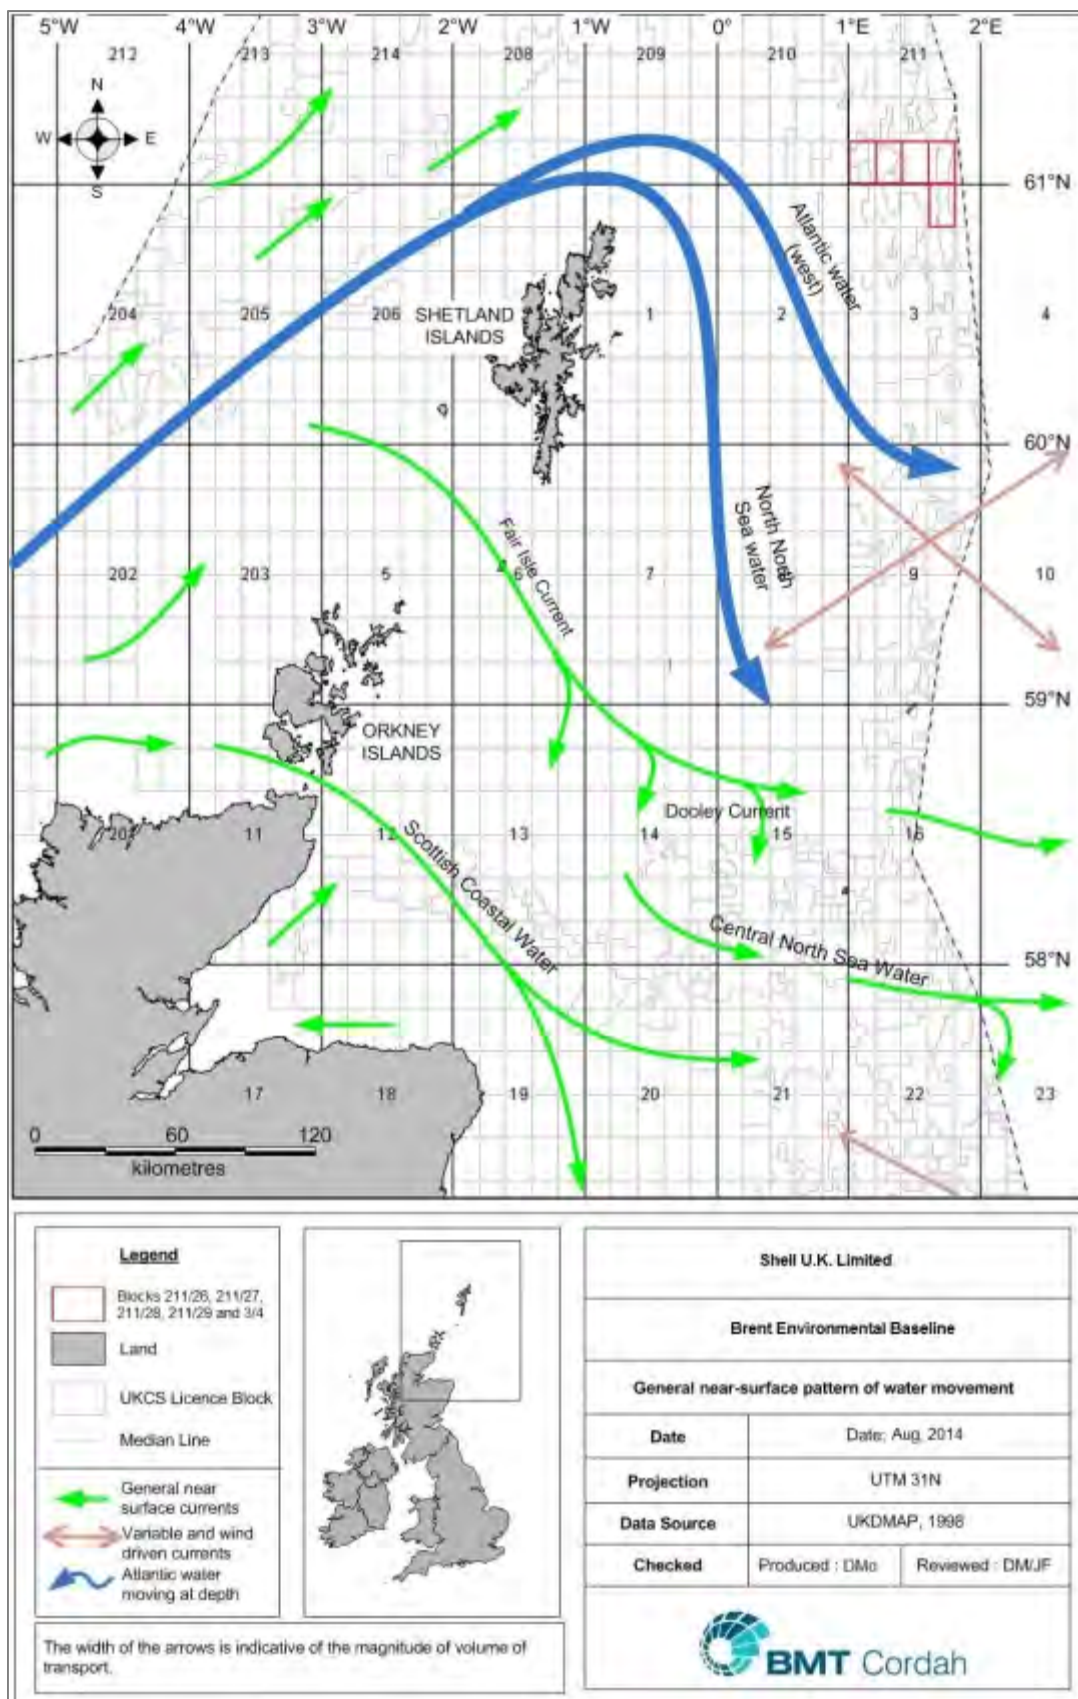 5°W 4°W 3°W 2°W 1°W 0° 1°E 2°E
212 213 214 208 209 210 211
N
W E
S
61°N
Atlantic water
(west)
204 205 206 SHETLAND 1 2 3 4
ISLANDS
60°N
North North
Sea water
Fair Isle Current
202 203 5 7 9 10
59°N
ORKNEY
ISLANDS
Dooley Current
11 12 13 14 15 16
Scottish Coastal Water
Central North Sea Water
58°N
17 18 19 20 21 22 23
0 60 120
kilometres
Legend
Blocks 211/26, 211/27,
211/28, 211/29 and 3/4
Land
UKCS Licence Block
Median Line
General near
surface currents
Variable and wind
driven currents
Atlantic water
moving at depth
The width of the arrows is indicative of the magnitude of volume of
transport.
Shell U.K. Limited
Brent Environmental Baseline
General near-surface pattern of water movement
Date Date: Aug, 2014
Projection UTM 31N
Data Source UKDMAP, 1998
Checked Produced : DMo Reviewed : DM/JF
BMT Cordah